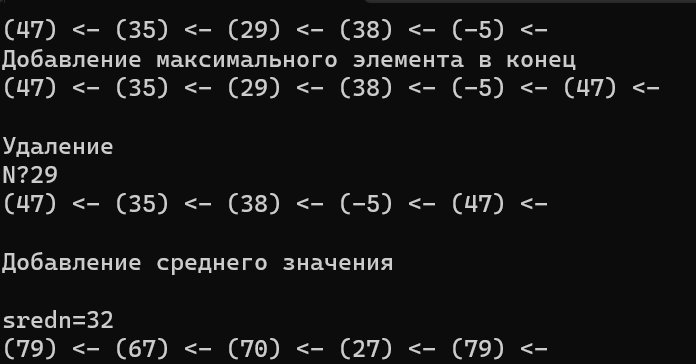 (47) <- (35) <- (29) <- (38) <- (-5) <-
Добавление максимального элемента в конец
(47) <- (35) <- (29) <- (38) <- (-5) <- (47) <-
Удаление
N?29
(47) <- (35) <- (38) <- (-5) <- (47) <-
Добавление среднего значения
sredn=32
(79) <- (67) <- (70) <- (27) <- (79) <-